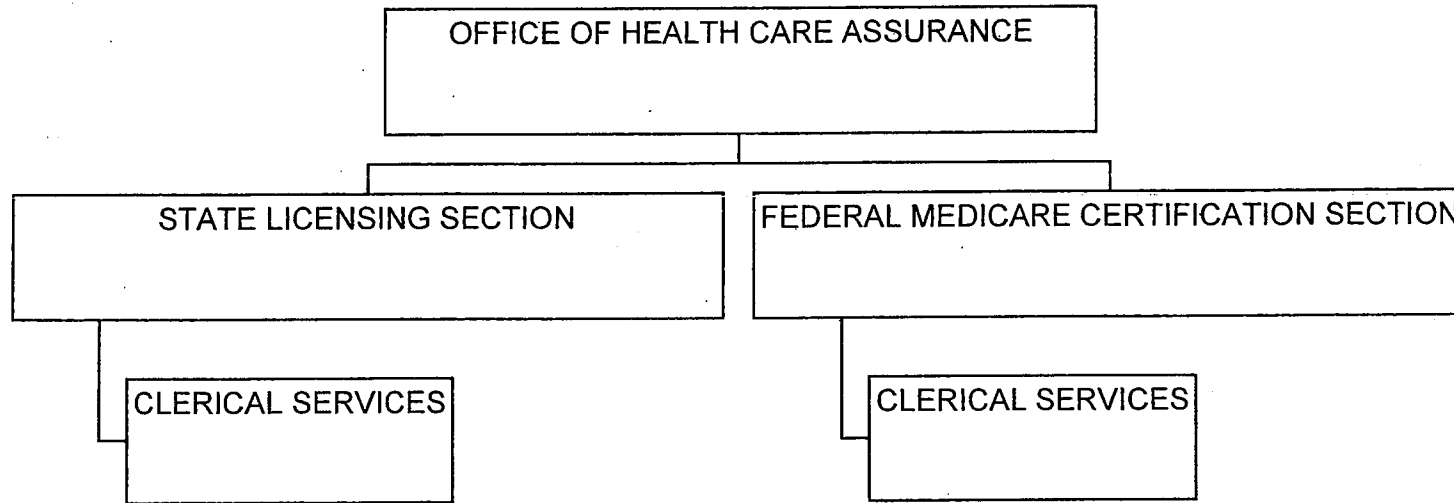 OFFICE OF HEALTH CARE ASSURANCE
STATE LICENSING SECTION
FEDERAL MEDICARE CERTIFICATION SECTION
CLERICAL SERVICES
CLERICAL SERVICES